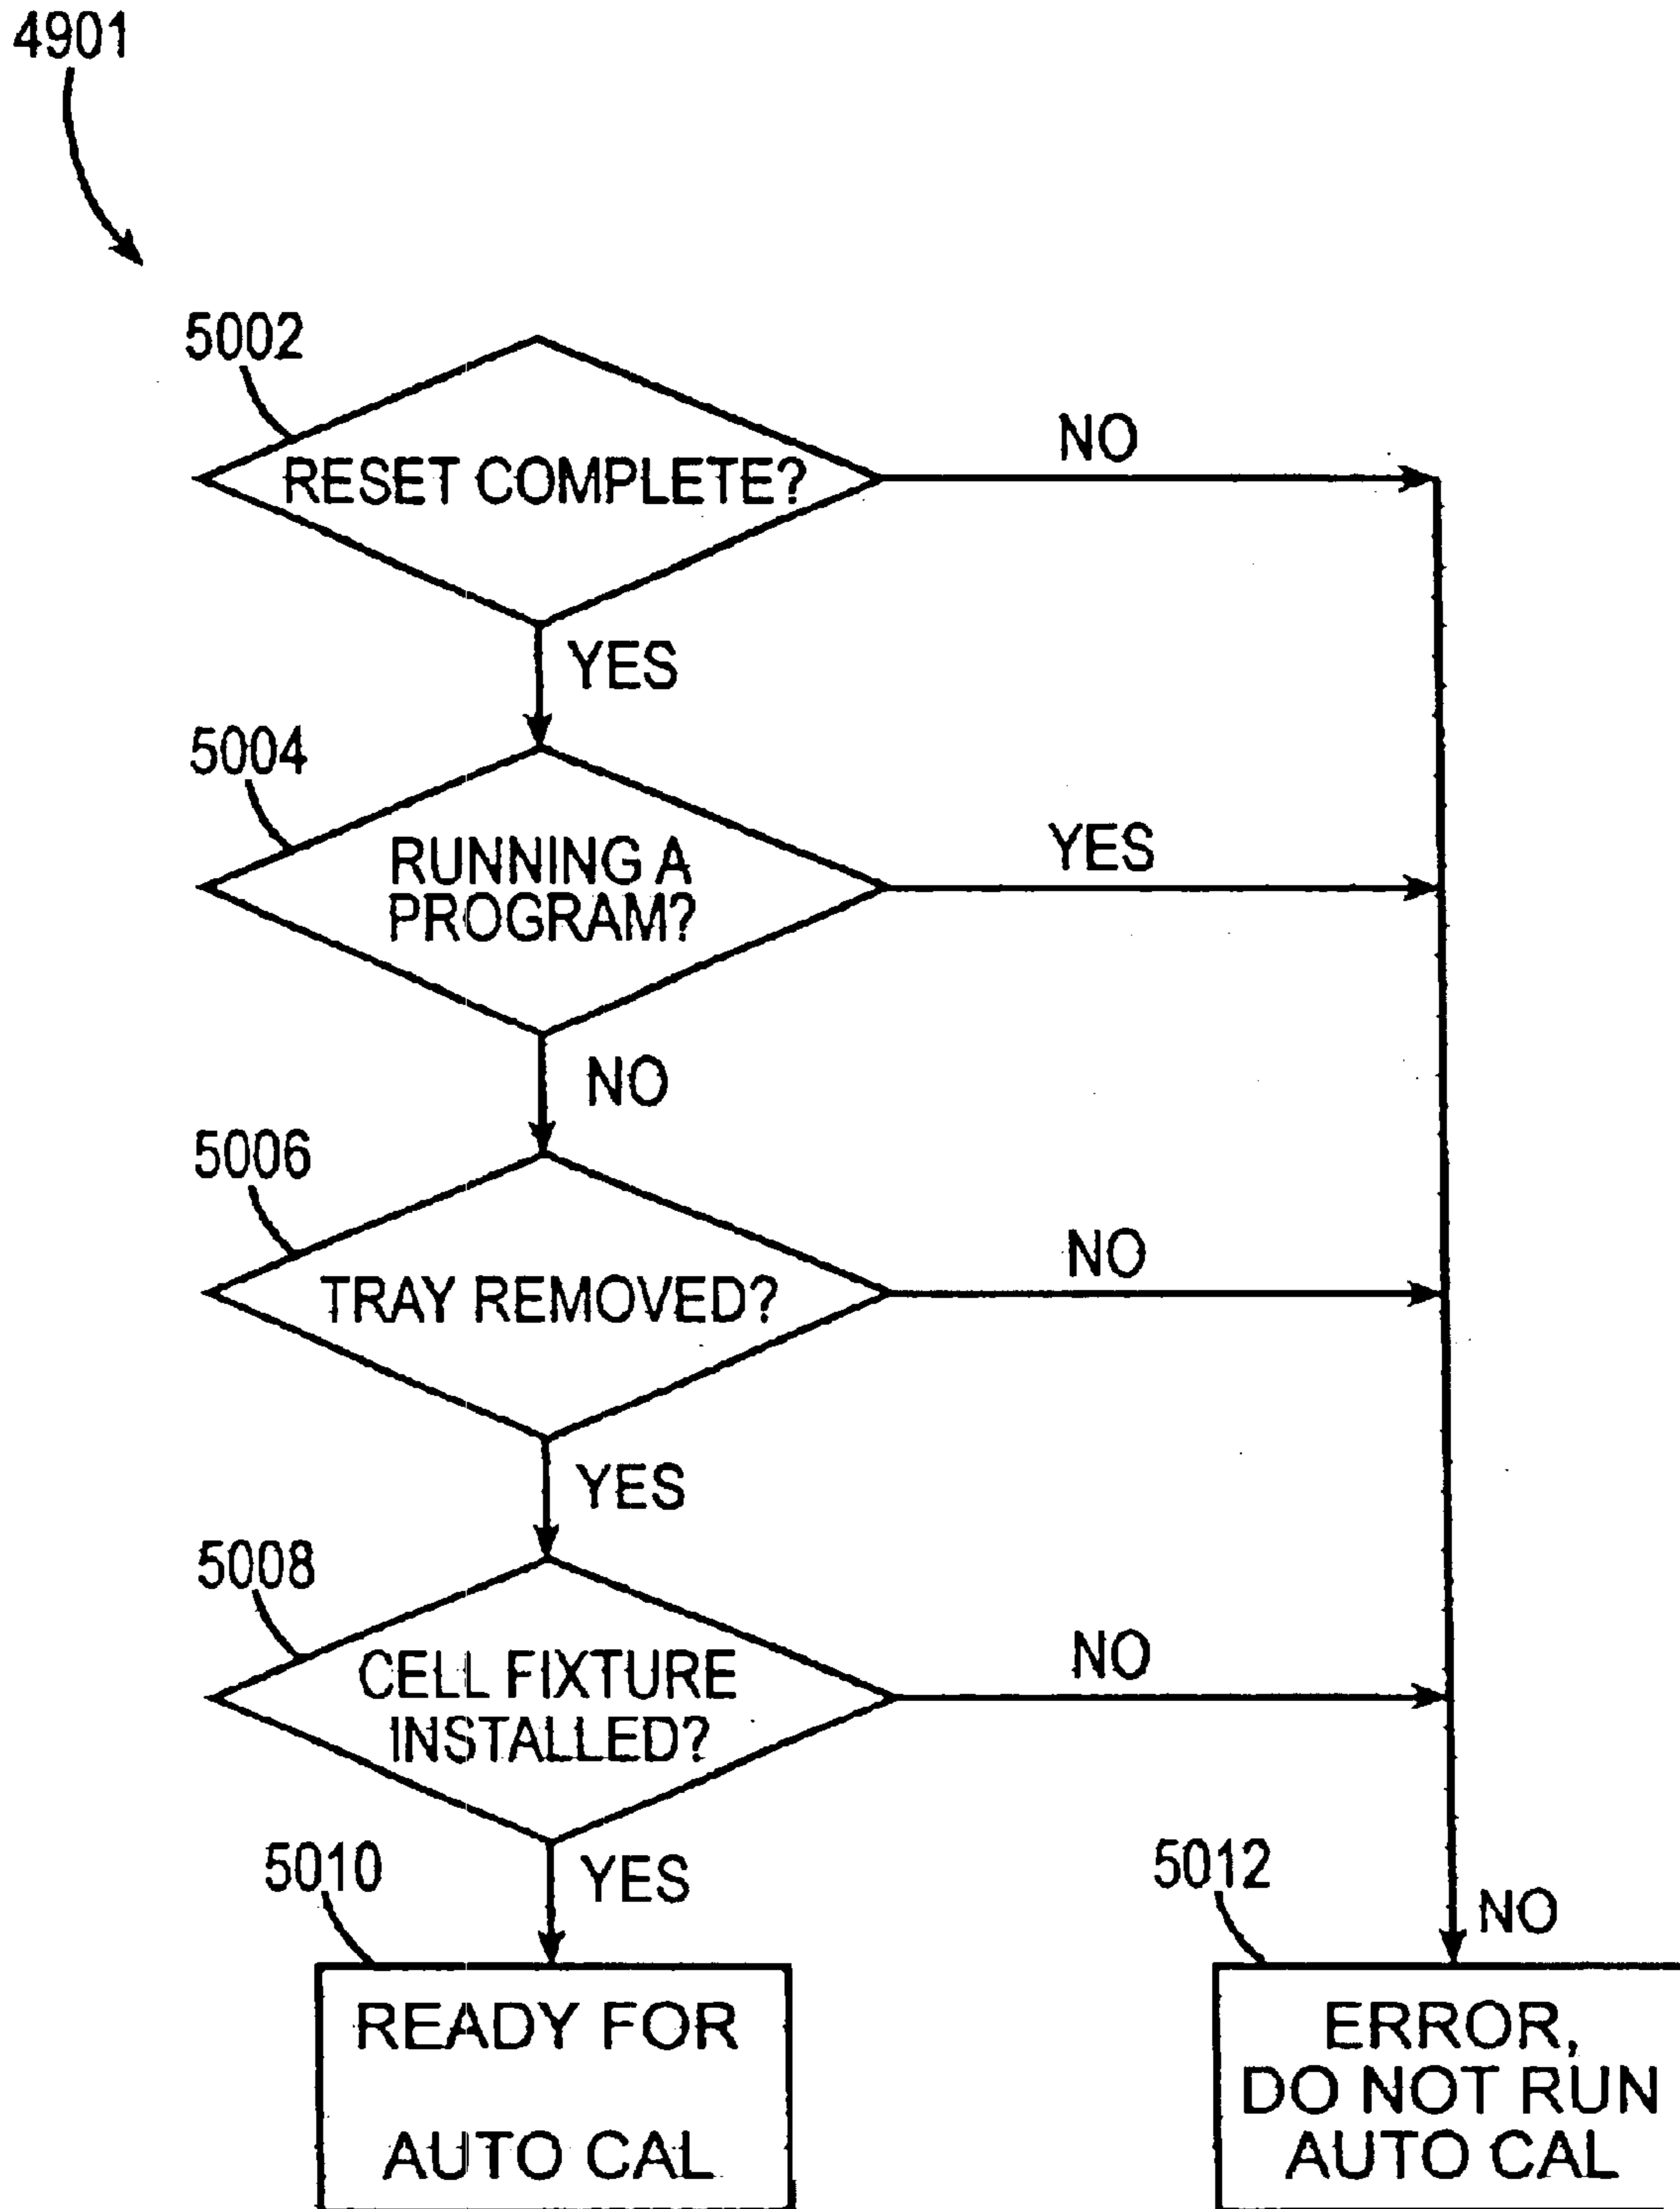 4901
5002
RESET COMPLETE?
NO
YES
5004
RUNNING A
PROGRAM?
YES
NO
5006
TRAY REMOVED?
NO
YES
5008
CELL FIXTURE
INSTALLED?
NO
YES
5010
READY FOR
AUTO CAL
5012
NO
ERROR,
DO NOT RUN
AUTO CAL